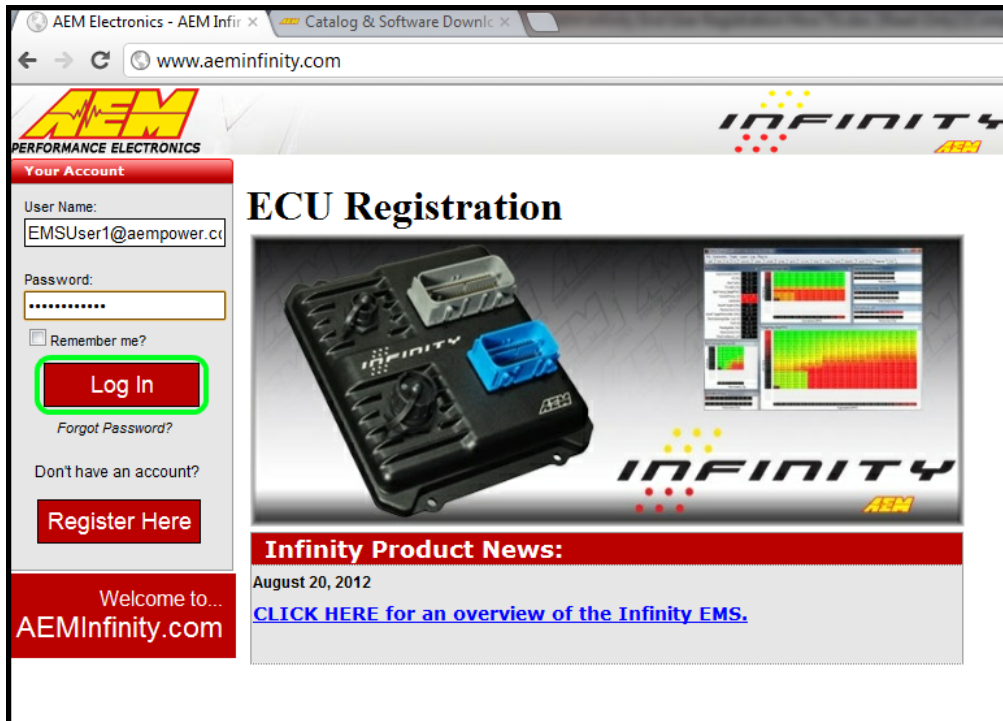 AEM Electronics - AEM Infir
Catalog & Software Downlc
www.aeminfinity.com
AEM
PERFORMANCE ELECTRONICS
INFINITY
AEM
Your Account
User Name:
EMSUser1@aempower.co
Password:
••••••••••••
Remember me?
Log In
Forgot Password?
Don't have an account?
Register Here
Welcome to...
AEMInfinity.com
ECU Registration
INFINITY
AEM
INFINITY
AEM
Infinity Product News:
August 20, 2012
CLICK HERE for an overview of the Infinity EMS.